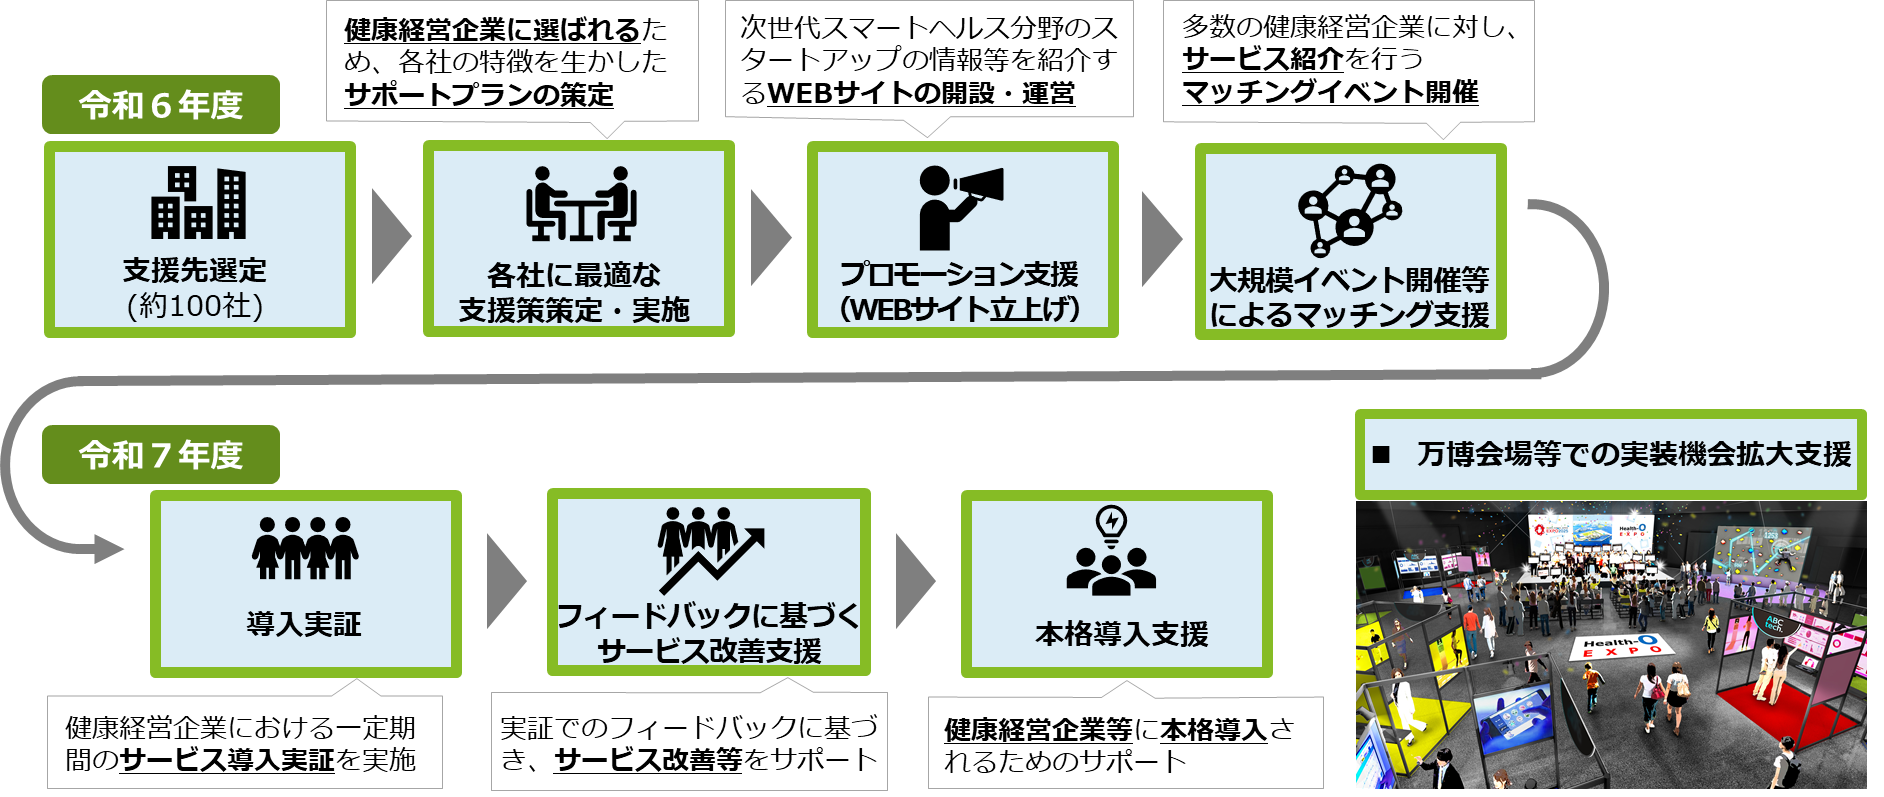 健康経営企業に選ばれるた
め、各社の特徴を生かした
サポートプランの策定
次世代スマートヘルス分野のス
タートアップの情報等を紹介す
るWEBサイトの開設・運営
多数の健康経営企業に対し、
サービス紹介を行う
マッチングイベント開催
令和６年度
支援先選定
(約100社)
各社に最適な
支援策策定・実施
プロモーション支援
（WEBサイト立上げ）
大規模イベント開催等
によるマッチング支援
令和７年度
導入実証
フィードバックに基づく
サービス改善支援
本格導入支援
健康経営企業における一定期
間のサービス導入実証を実施
実証でのフィードバックに基づ
き、サービス改善等をサポート
健康経営企業等に本格導入さ
れるためのサポート
■ 万博会場等での実装機会拡大支援
Health-O
EXPO
1253
ABC
tech.
Health-O
EXPO